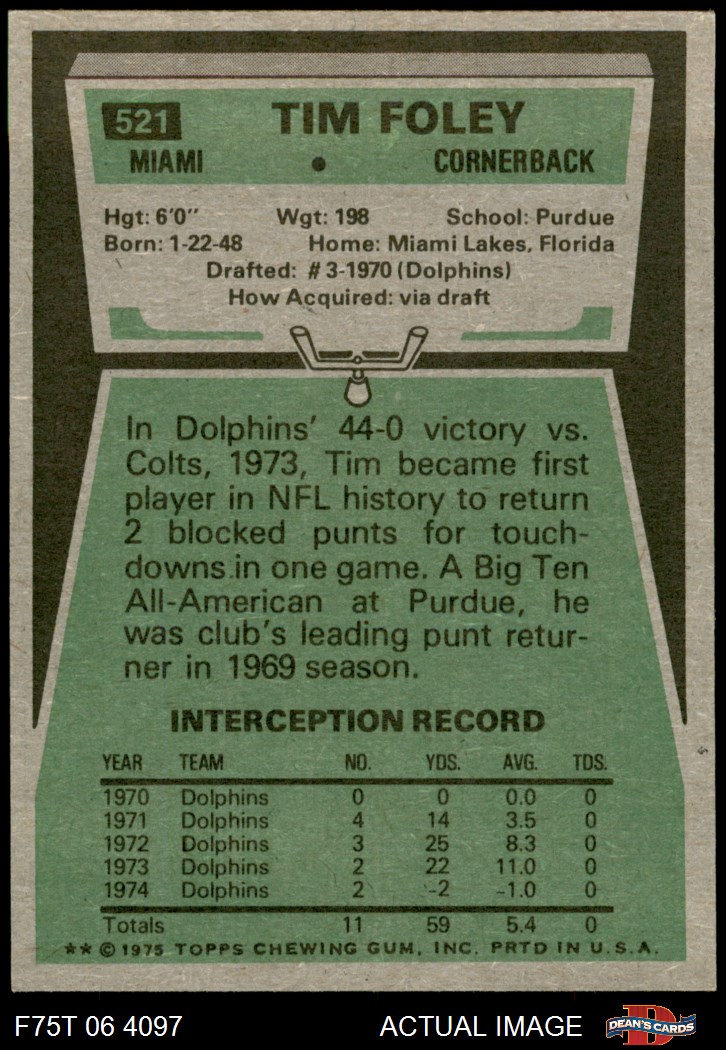 521 TIM FOLEY
MIAMI • CORNERBACK
Hgt: 6'0" Wgt: 198 School: Purdue
Born: 1-22-48 Home: Miami Lakes, Florida
Drafted: #3-1970 (Dolphins)
How Acquired: via draft
In Dolphins' 44-0 victory vs.
Colts, 1973, Tim became first
player in NFL history to return
2 blocked punts for touch-
downs in one game. A Big Ten
All-American at Purdue, he
was club's leading punt retur-
ner in 1969 season.
INTERCEPTION RECORD
YEAR TEAM NO. YDS. AVG. TDS.
1970 Dolphins 0 0 0.0 0
1971 Dolphins 4 14 3.5 0
1972 Dolphins 3 25 8.3 0
1973 Dolphins 2 22 11.0 0
1974 Dolphins 2 -2 -1.0 0
Totals 11 59 5.4 0
** © 1975 TOPPS CHEWING GUM, INC. PRTD IN U.S.A.
F75T 06 4097 ACTUAL IMAGE D DEAN'S CARDS